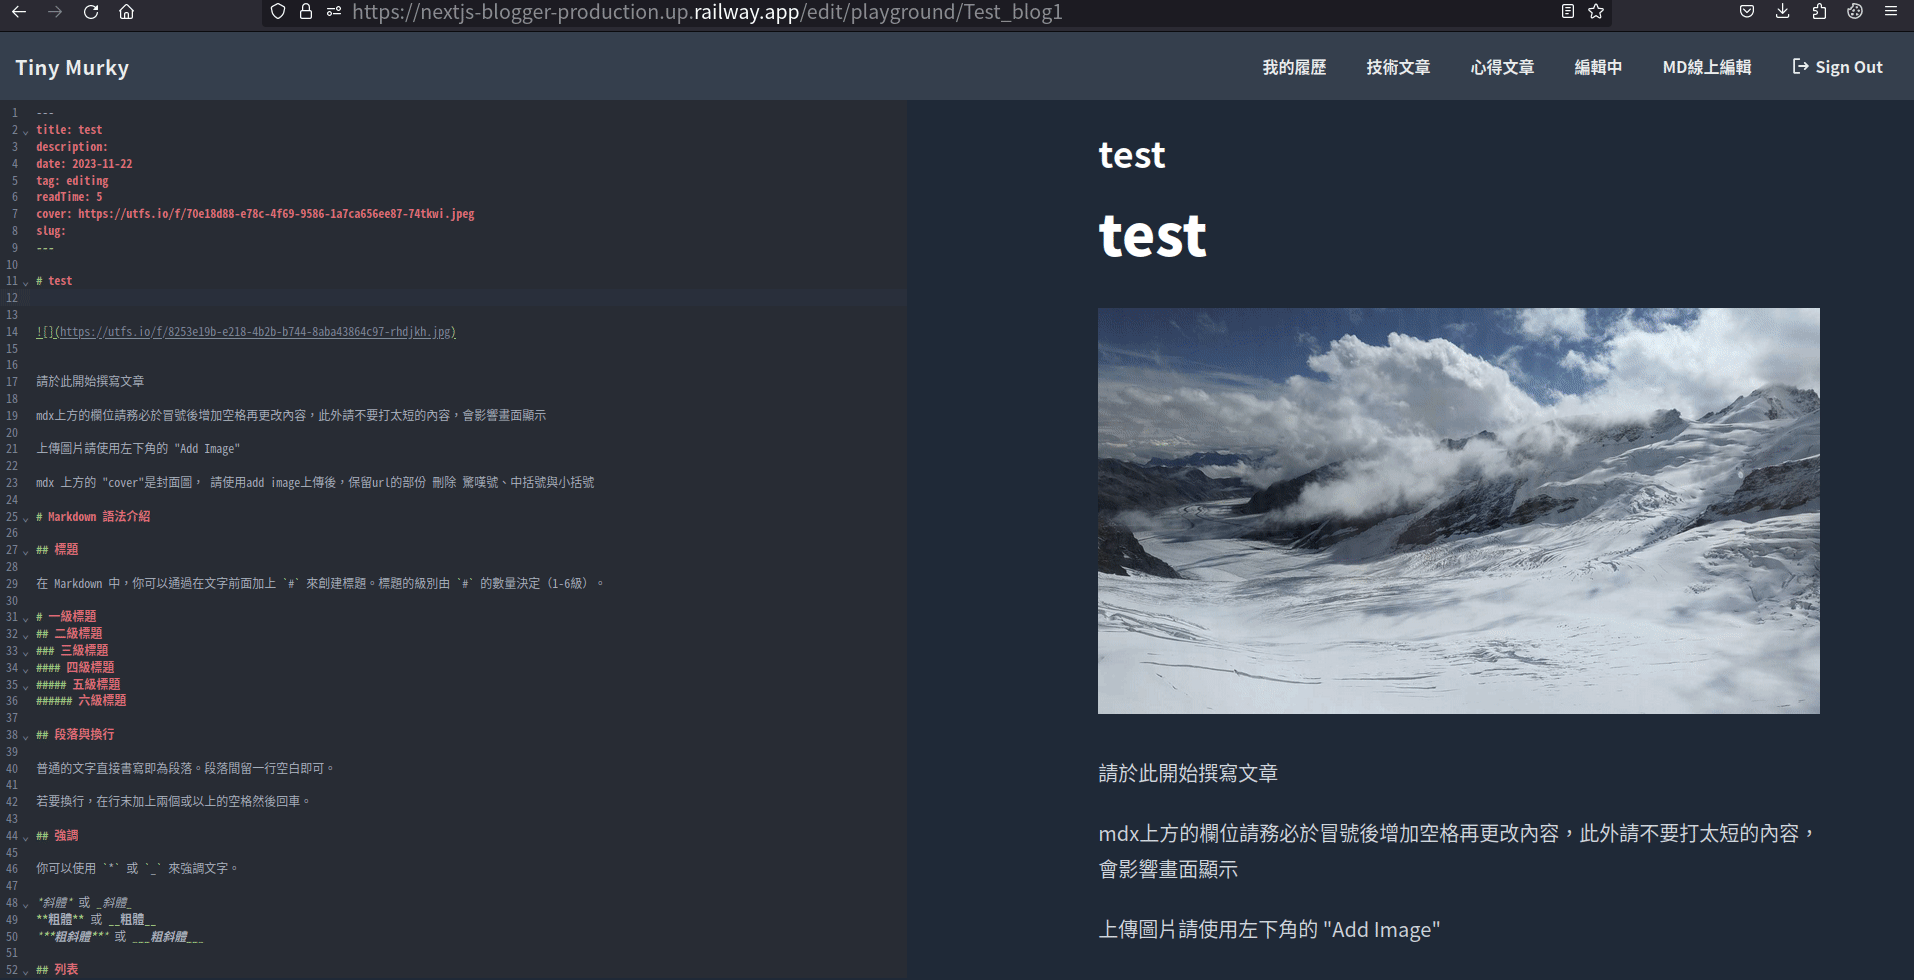 https://nextjs-blogger-production.up.railway.app/edit/playground/Test_blog1
Tiny Murky
我的履歷 技術文章 心得文章 編輯中 MD線上編輯 Sign Out
1 ---
2 title: test
3 description:
4 date: 2023-11-22
5 tag: editing
6 readTime: 5
7 cover: https://utfs.io/f/70e18d88-e78c-4f69-9586-1a7ca656ee87-74tkwi.jpeg
8 slug:
9 ---
10
11 # test
12
13
14 ![](https://utfs.io/f/8253e19b-e218-4b2b-b744-8aba43864c97-rhdjkh.jpg)
15
16
17 請於此開始撰寫文章
18
19 mdx上方的欄位請務必於冒號後增加空格再更改內容，此外請不要打太短的內容，會影響畫面顯示
20
21 上傳圖片請使用左下角的 "Add Image"
22
23 mdx 上方的 "cover"是封面圖， 請使用add image上傳後，保留url的部份 刪除 驚嘆號、中括號與小括號
24
25 # Markdown 語法介紹
26
27 ## 標題
28
29 在 Markdown 中，你可以通過在文字前面加上 `#` 來創建標題。標題的級別由 `#` 的數量決定（1-6級）。
30
31 # 一級標題
32 ## 二級標題
33 ### 三級標題
34 #### 四級標題
35 ##### 五級標題
36 ###### 六級標題
37
38 ## 段落與換行
39
40 普通的文字直接書寫即為段落。段落間留一行空白即可。
41
42 若要換行，在行末加上兩個或以上的空格然後回車。
43
44 ## 強調
45
46 你可以使用 `*` 或 `_` 來強調文字。
47
48 *斜體* 或 _斜體_
49 **粗體** 或 __粗體__
50 ***粗斜體*** 或 ___粗斜體___
51
52 ## 列表
test
test
請於此開始撰寫文章
mdx上方的欄位請務必於冒號後增加空格再更改內容，此外請不要打太短的內容，
會影響畫面顯示
上傳圖片請使用左下角的 "Add Image"